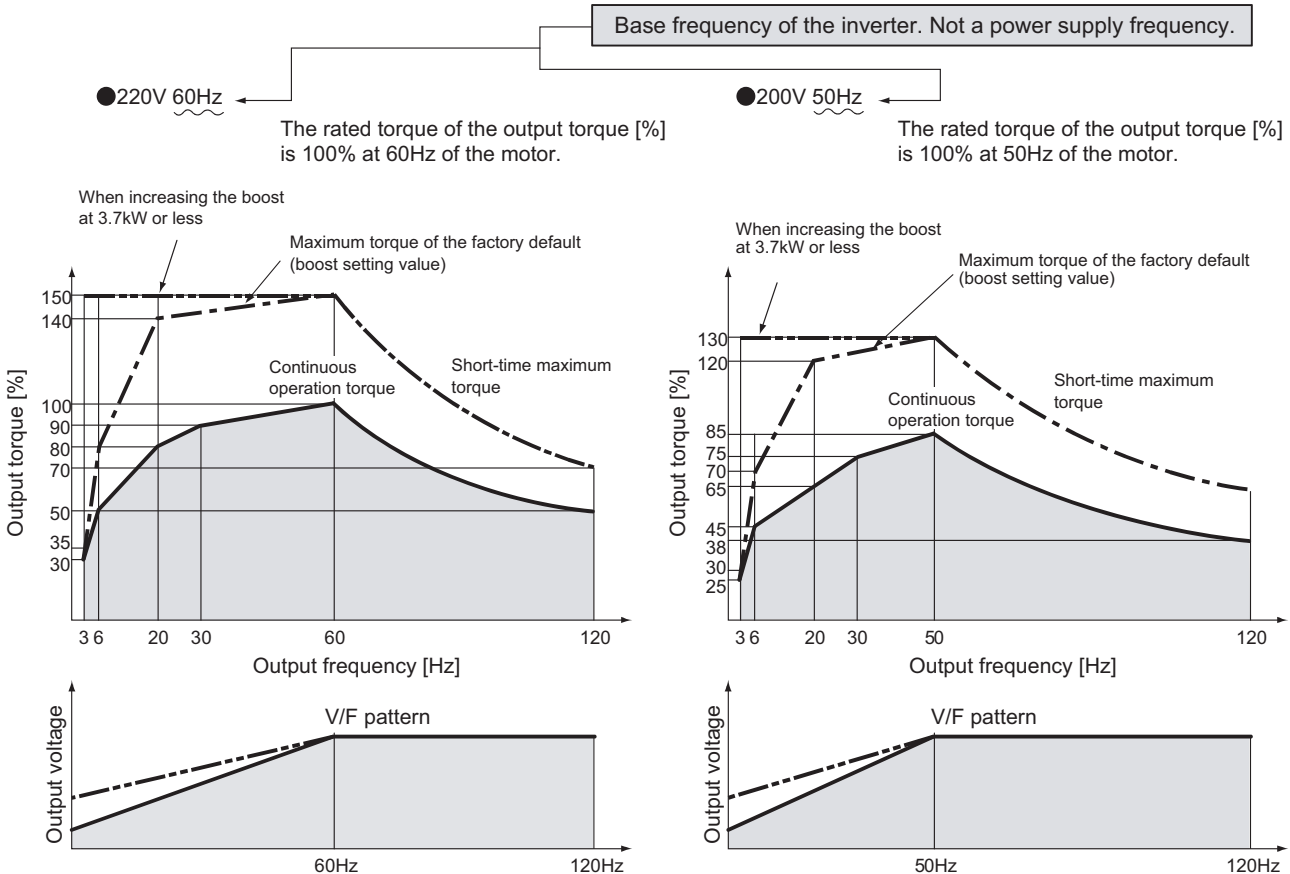 Base frequency of the inverter. Not a power supply frequency.
●220V 60Hz
The rated torque of the output torque [%]
is 100% at 60Hz of the motor.
When increasing the boost
at 3.7kW or less
Maximum torque of the factory default
(boost setting value)
Output torque [%]
150
140
100
90
80
70
50
35
30
Continuous
operation torque
Short-time maximum
torque
3 6 20 30 60 120
Output frequency [Hz]
Output voltage
V/F pattern
60Hz 120Hz
●200V 50Hz
The rated torque of the output torque [%]
is 100% at 50Hz of the motor.
When increasing the boost
at 3.7kW or less
Maximum torque of the factory default
(boost setting value)
Output torque [%]
130
120
85
75
70
65
45
38
30
25
Continuous
operation torque
Short-time maximum
torque
3 6 20 30 50 120
Output frequency [Hz]
Output voltage
V/F pattern
50Hz 120Hz